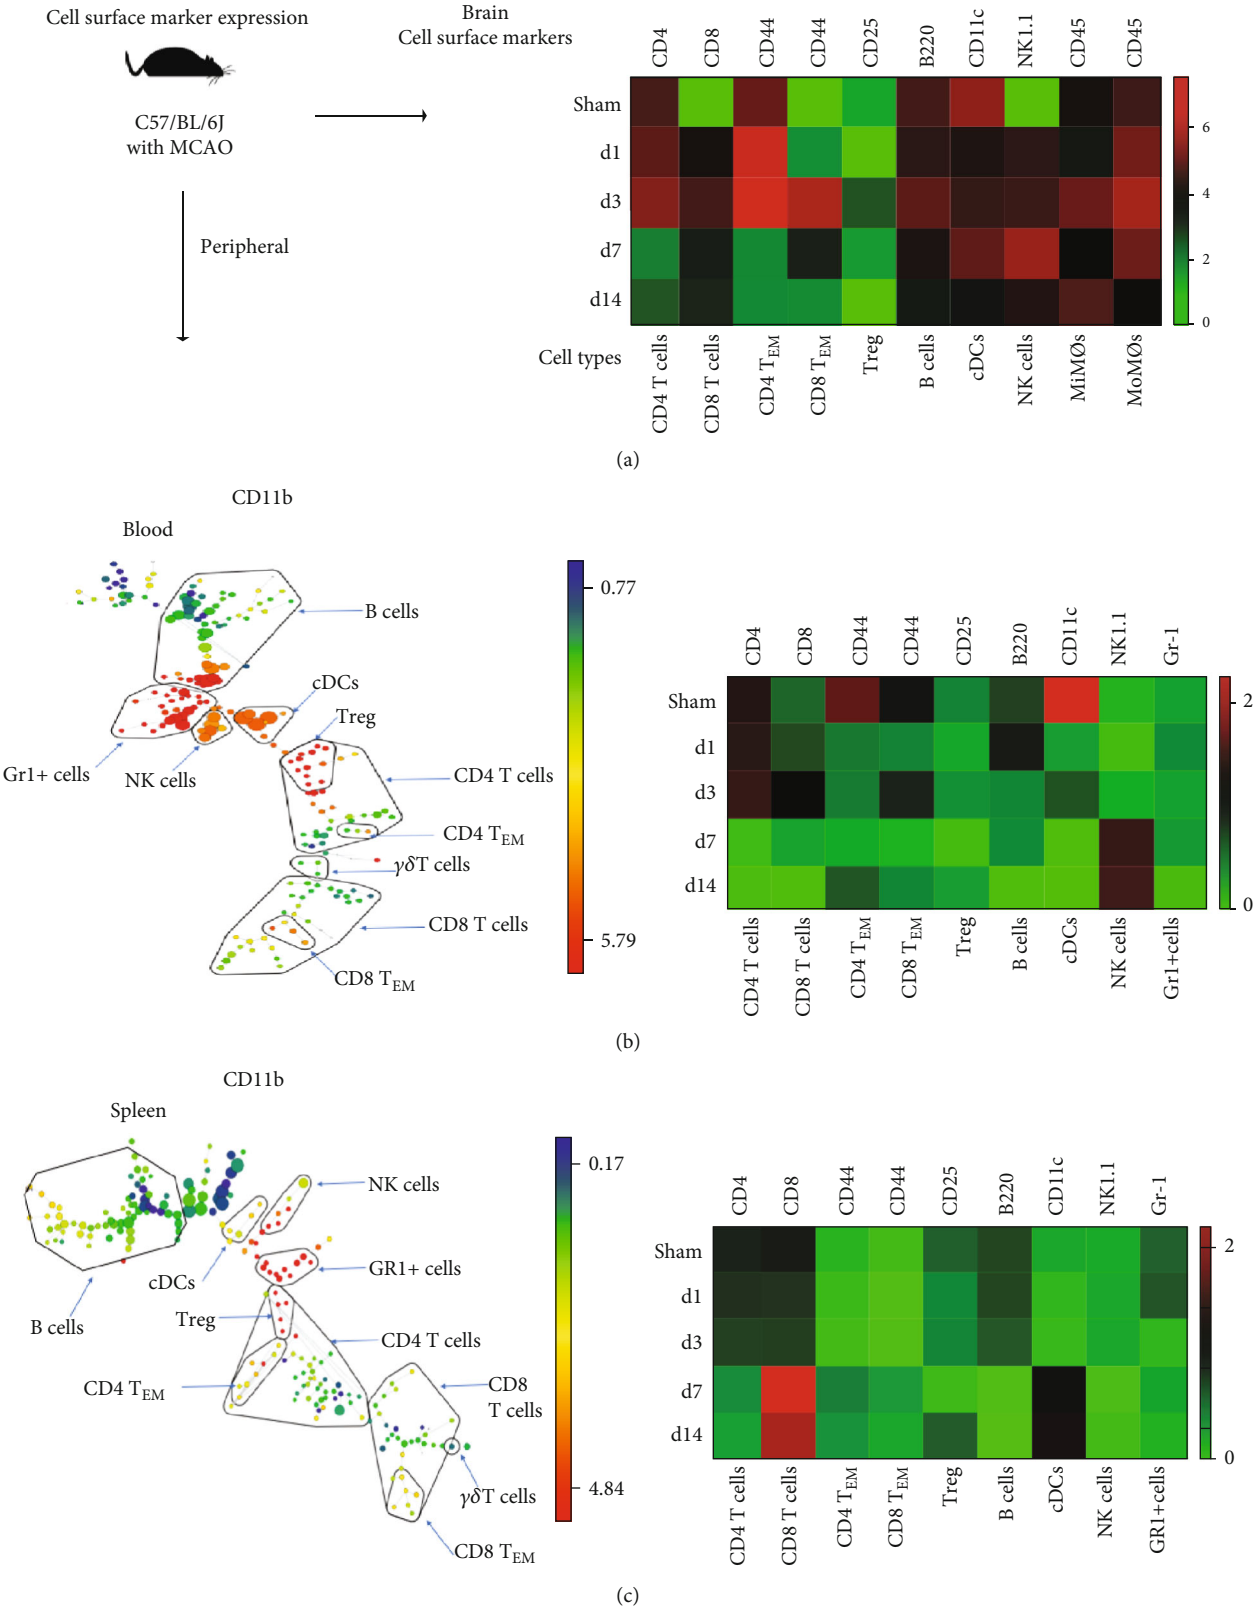 Cell surface marker expression
C57/BL/6J
with MCAO
Peripheral
Brain
Cell surface markers
CD4 CD8 CD44 CD44 CD25 B220 CD11c NK1.1 CD45 CD45
Sham
d1
d3
d7
d14
6
4
2
0
Cell types
CD4 T cells CD8 T cells CD4 TEM CD8 TEM Treg B cells cDCs NK cells MiMØs MoMØs
(a)
CD11b
Blood
B cells
cDCs
Treg
Gr1+ cells
NK cells
CD4 T cells
CD4 TEM
γδT cells
CD8 T cells
CD8 TEM
0.77
5.79
CD4 CD8 CD44 CD44 CD25 B220 CD11c NK1.1 Gr-1
Sham
d1
d3
d7
d14
2
0
CD4 T cells CD8 T cells CD4 TEM CD8 TEM Treg B cells cDCs NK cells Gr1+cells
(b)
CD11b
Spleen
NK cells
cDCs
GR1+ cells
B cells
Treg
CD4 T cells
CD4 TEM
CD8
T cells
γδT cells
CD8 TEM
0.17
4.84
CD4 CD8 CD44 CD44 CD25 B220 CD11c NK1.1 Gr-1
Sham
d1
d3
d7
d14
2
0
CD4 T cells CD8 T cells CD4 TEM CD8 TEM Treg B cells cDCs NK cells GR1+cells
(c)